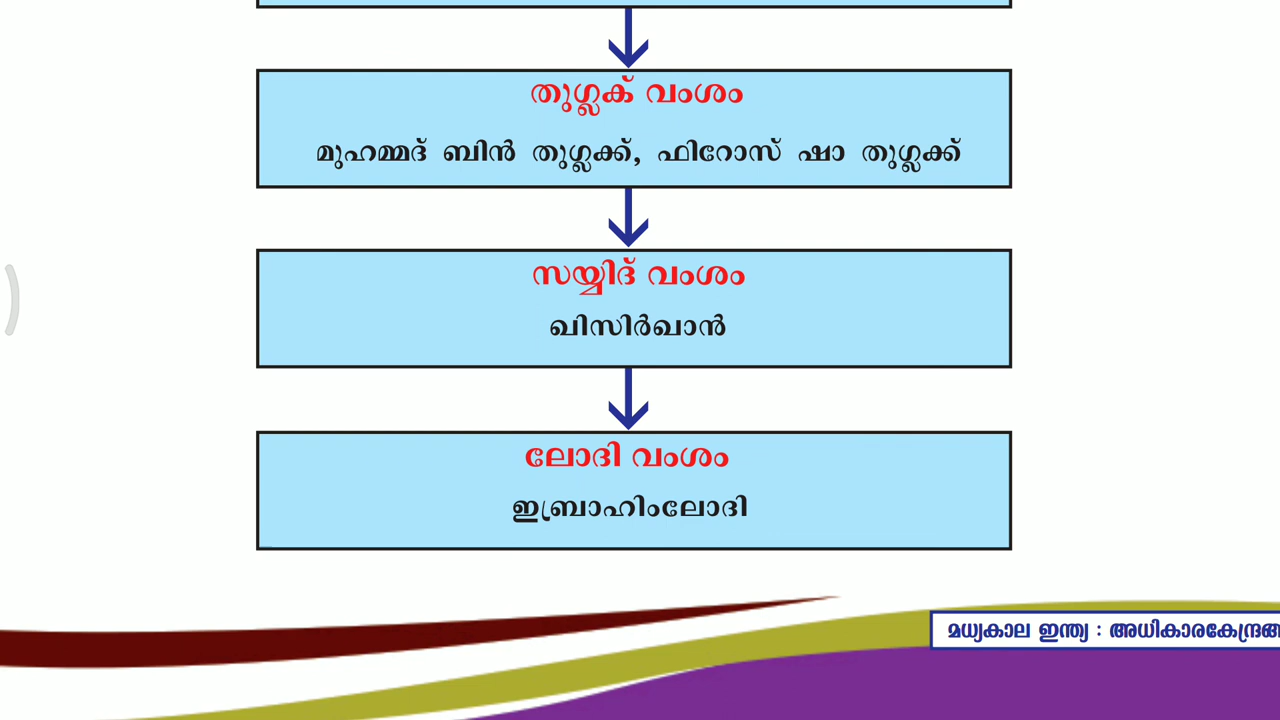 തുഗ്ലക് വംശം
മുഹമ്മദ് ബിൻ തുഗ്ലക്ക്, ഫിറോസ് ഷാ തുഗ്ലക്ക്
സയ്യിദ് വംശം
ഖിസിർഖാൻ
ലോദി വംശം
ഇബ്രാഹിംലോദി
മധ്യകാല ഇന്ത്യ : അധികാരകേന്ദ്രങ്ങ